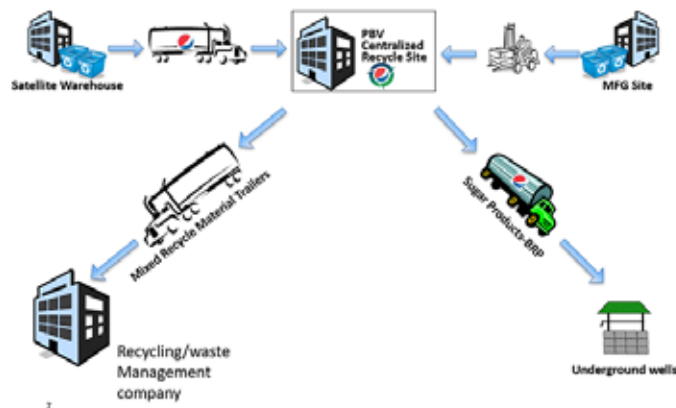 PBV
Centralized
Recycle Site
Satellite Warehouse
MFG Site
Mixed Recycle Material Trailers
Sugar Products-BRP
Recycling/waste
Management
company
Underground wells
7